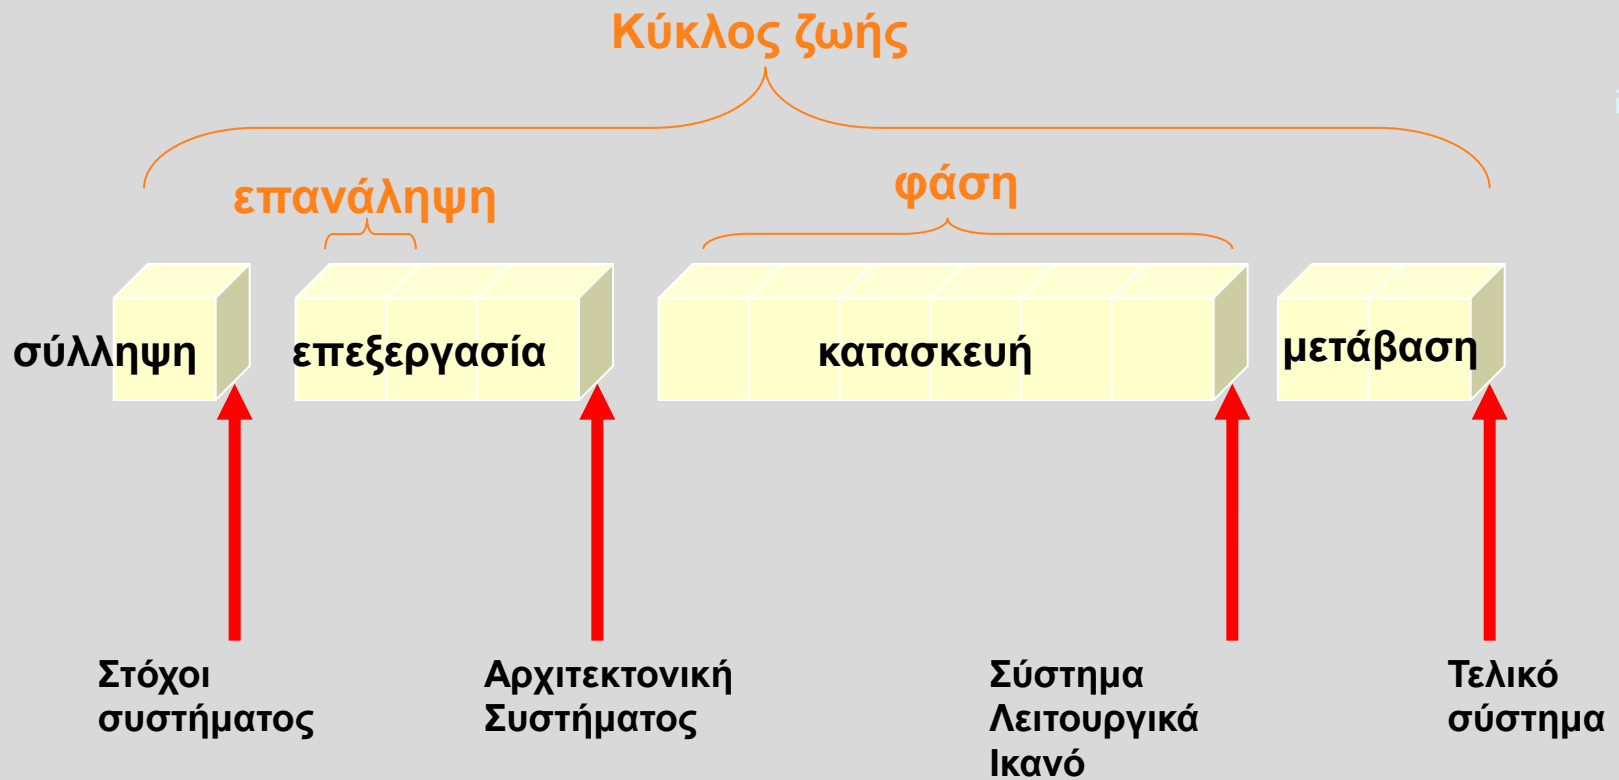 Κύκλος ζωής
επανάληψη
φάση
σύλληψη
επεξεργασία
κατασκευή
μετάβαση
Στόχοι
συστήματος
Αρχιτεκτονική
Συστήματος
Σύστημα
Λειτουργικά
Ικανό
Τελικό
σύστημα